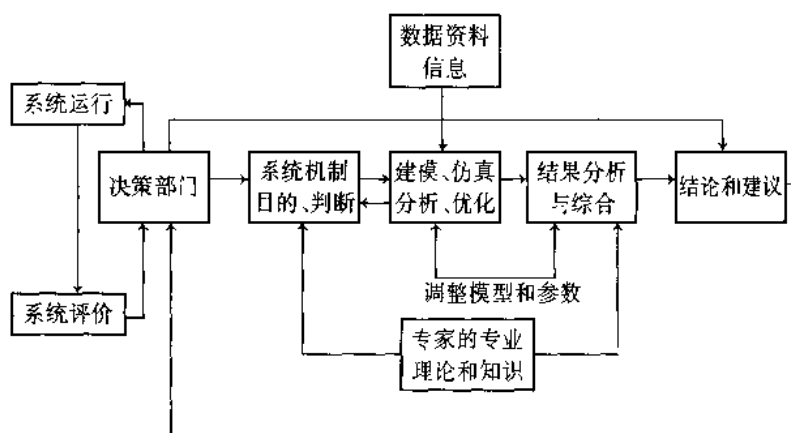 数据资料
信息
系统运行
决策部门
系统机制
目的、判断
建模、仿真
分析、优化
结果分析
与综合
结论和建议
调整模型和参数
系统评价
专家的专业
理论和知识